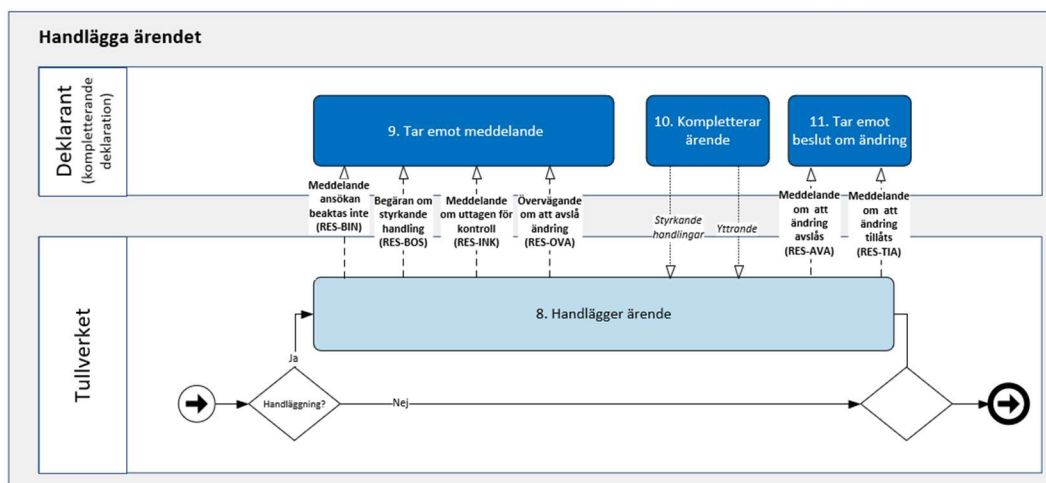 Handlägga ärendet
Deklarant
(kompletterande
deklaration)
9. Tar emot meddelande
10. Kompletterar
ärende
11. Tar emot
beslut om ändring
Meddelande
ansökan
beaktas inte
(RES-BIN)
Begäran om
styrkande
handling
(RES-BOS)
Meddelande
om uttagen för
kontroll
(RES-INK)
Övervägande
om att avslå
ändring
(RES-OVA)
Styrkande
handlingar
Yttrande
Meddelande
om att
ändring
avslås
(RES-AVA)
Meddelande
om att
ändring
tillåts
(RES-TIA)
Tullverket
8. Handlägger ärende
Ja
Handläggning?
Nej